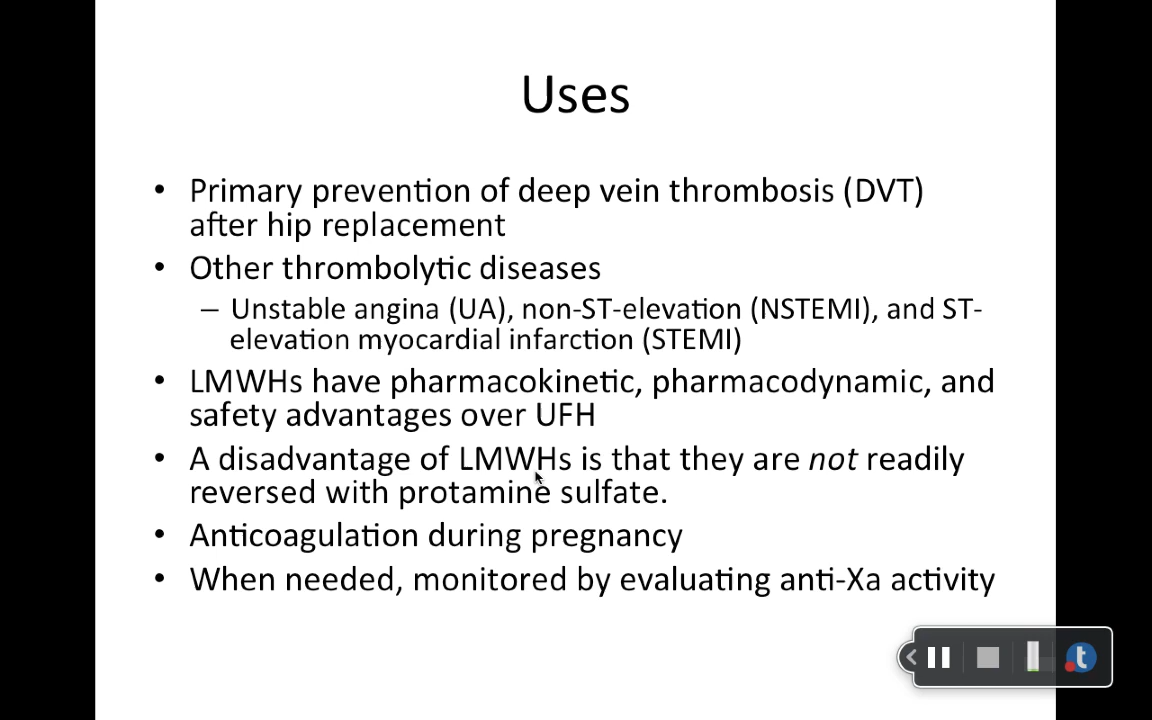 Uses
• Primary prevention of deep vein thrombosis (DVT)
after hip replacement
• Other thrombolytic diseases
– Unstable angina (UA), non-ST-elevation (NSTEMI), and ST-
elevation myocardial infarction (STEMI)
• LMWHs have pharmacokinetic, pharmacodynamic, and
safety advantages over UFH
• A disadvantage of LMWHs is that they are not readily
reversed with protamine sulfate.
• Anticoagulation during pregnancy
• When needed, monitored by evaluating anti-Xa activity
t